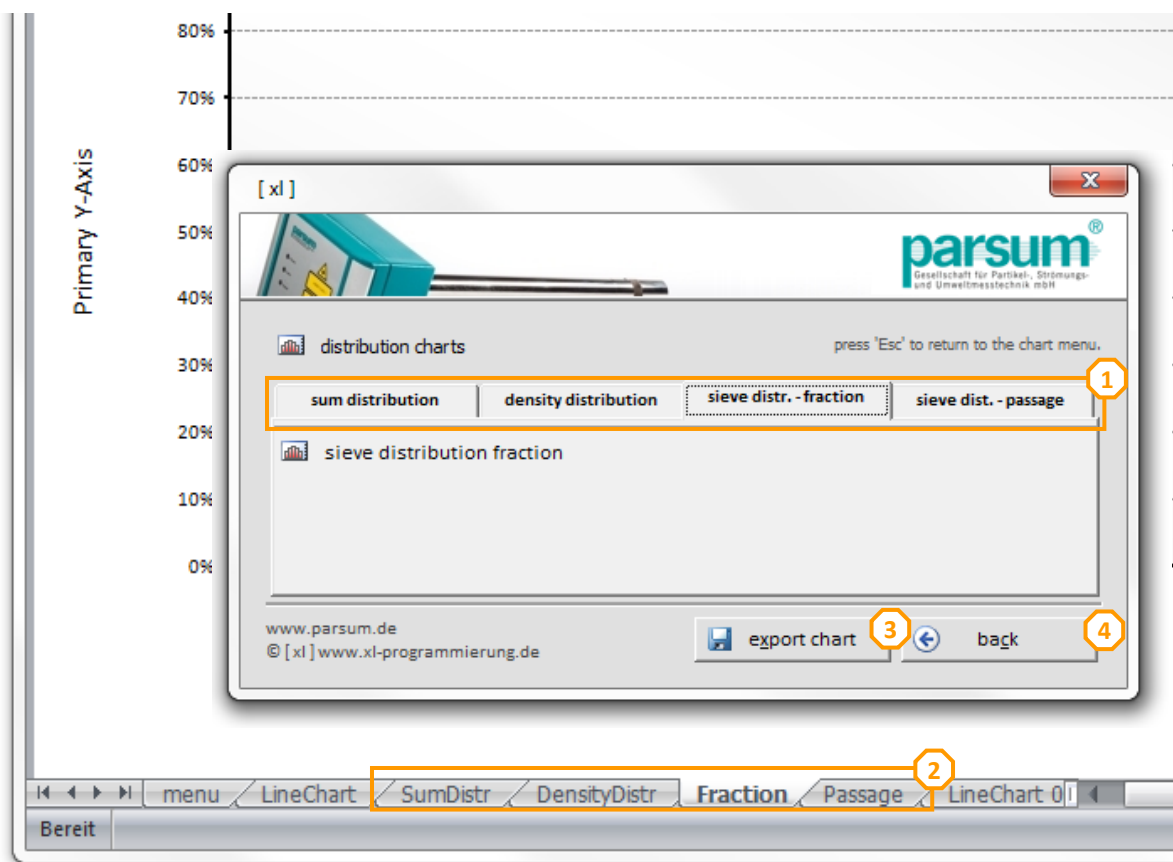 80%
70%
60%
50%
40%
30%
20%
10%
0%
Primary Y-Axis
[ xl ]
parsum®
Gesellschaft für Partikel-, Strömungs-
und Umweltmesstechnik mbH
distribution charts
press 'Esc' to return to the chart menu.
1
sum distribution
density distribution
sieve distr. - fraction
sieve dist. - passage
sieve distribution fraction
www.parsum.de
© [ xl ] www.xl-programmierung.de
export chart
3
back
4
2
menu
LineChart
SumDistr
DensityDistr
Fraction
Passage
LineChart 0
Bereit